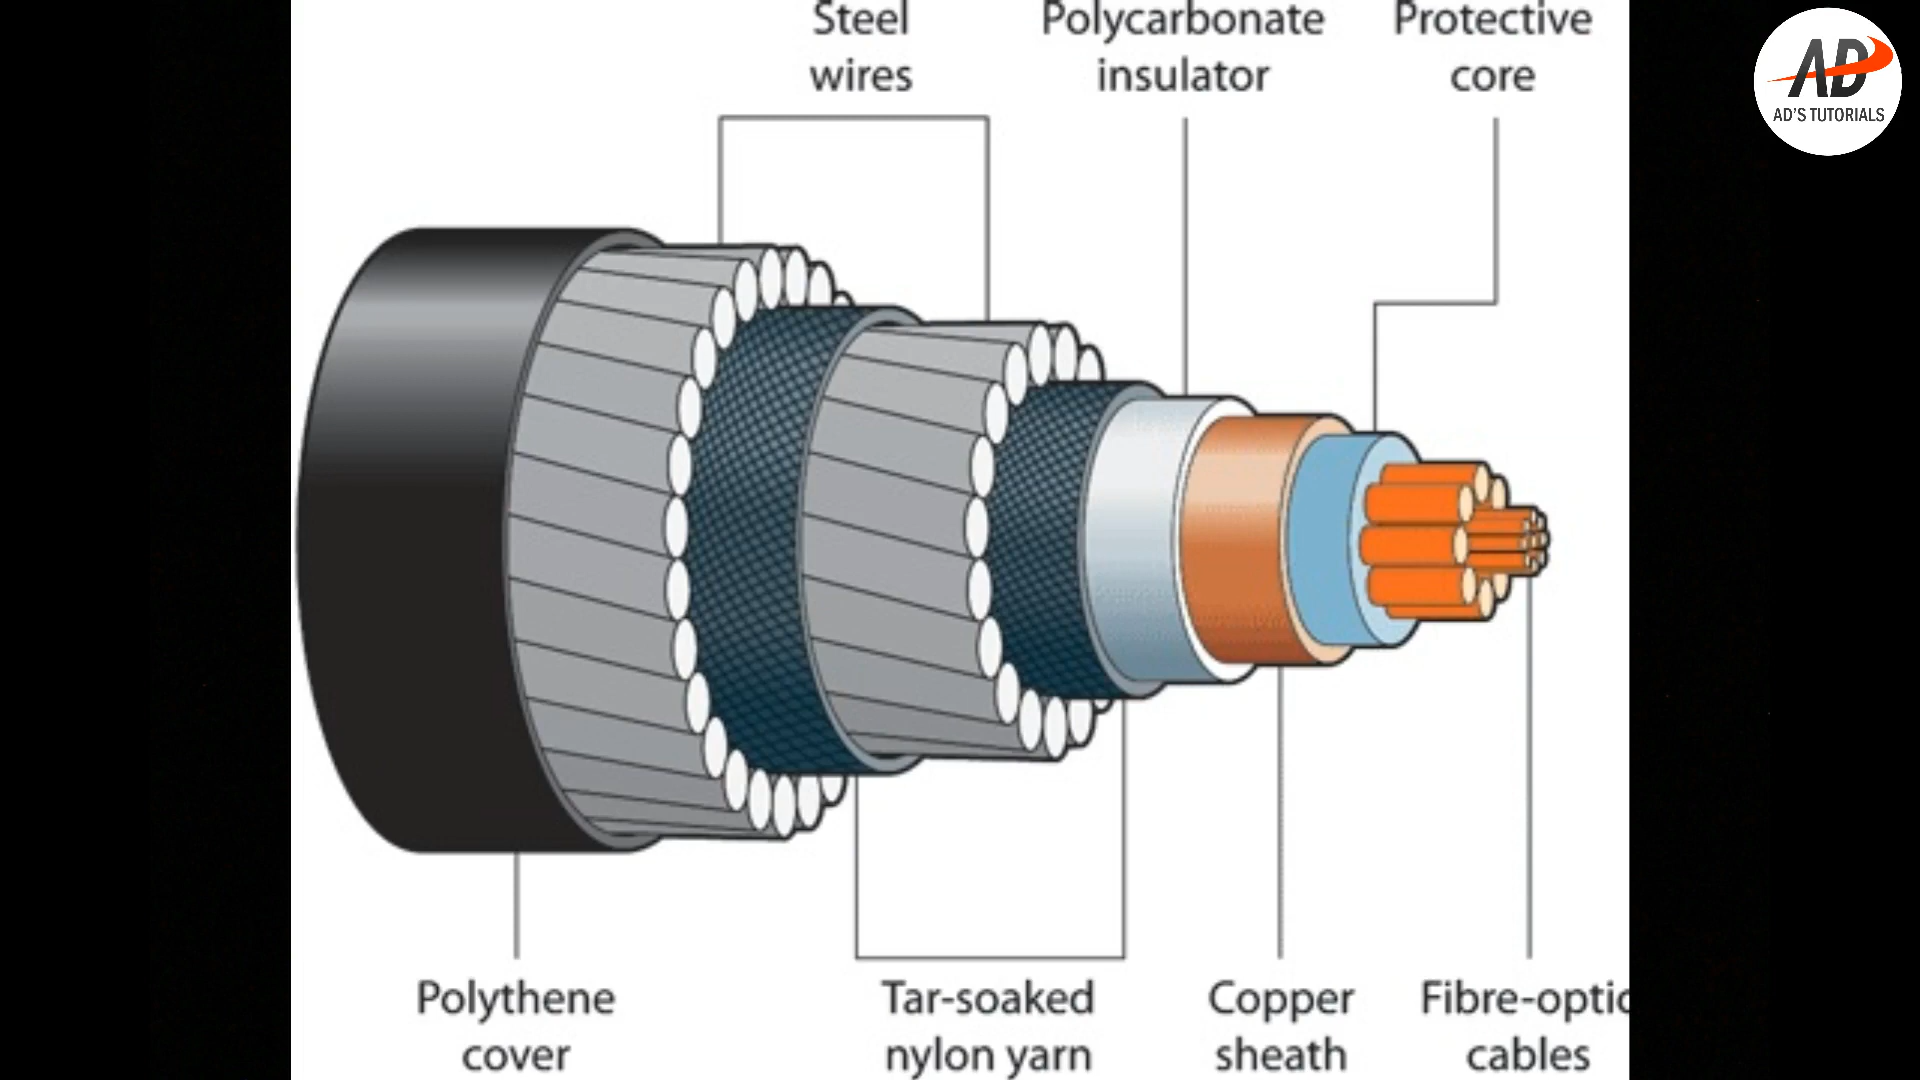 Steel
wires
Polycarbonate
insulator
Protective
core
AD
AD'S TUTORIALS
Polythene
cover
Tar-soaked
nylon yarn
Copper
sheath
Fibre-optic
cables